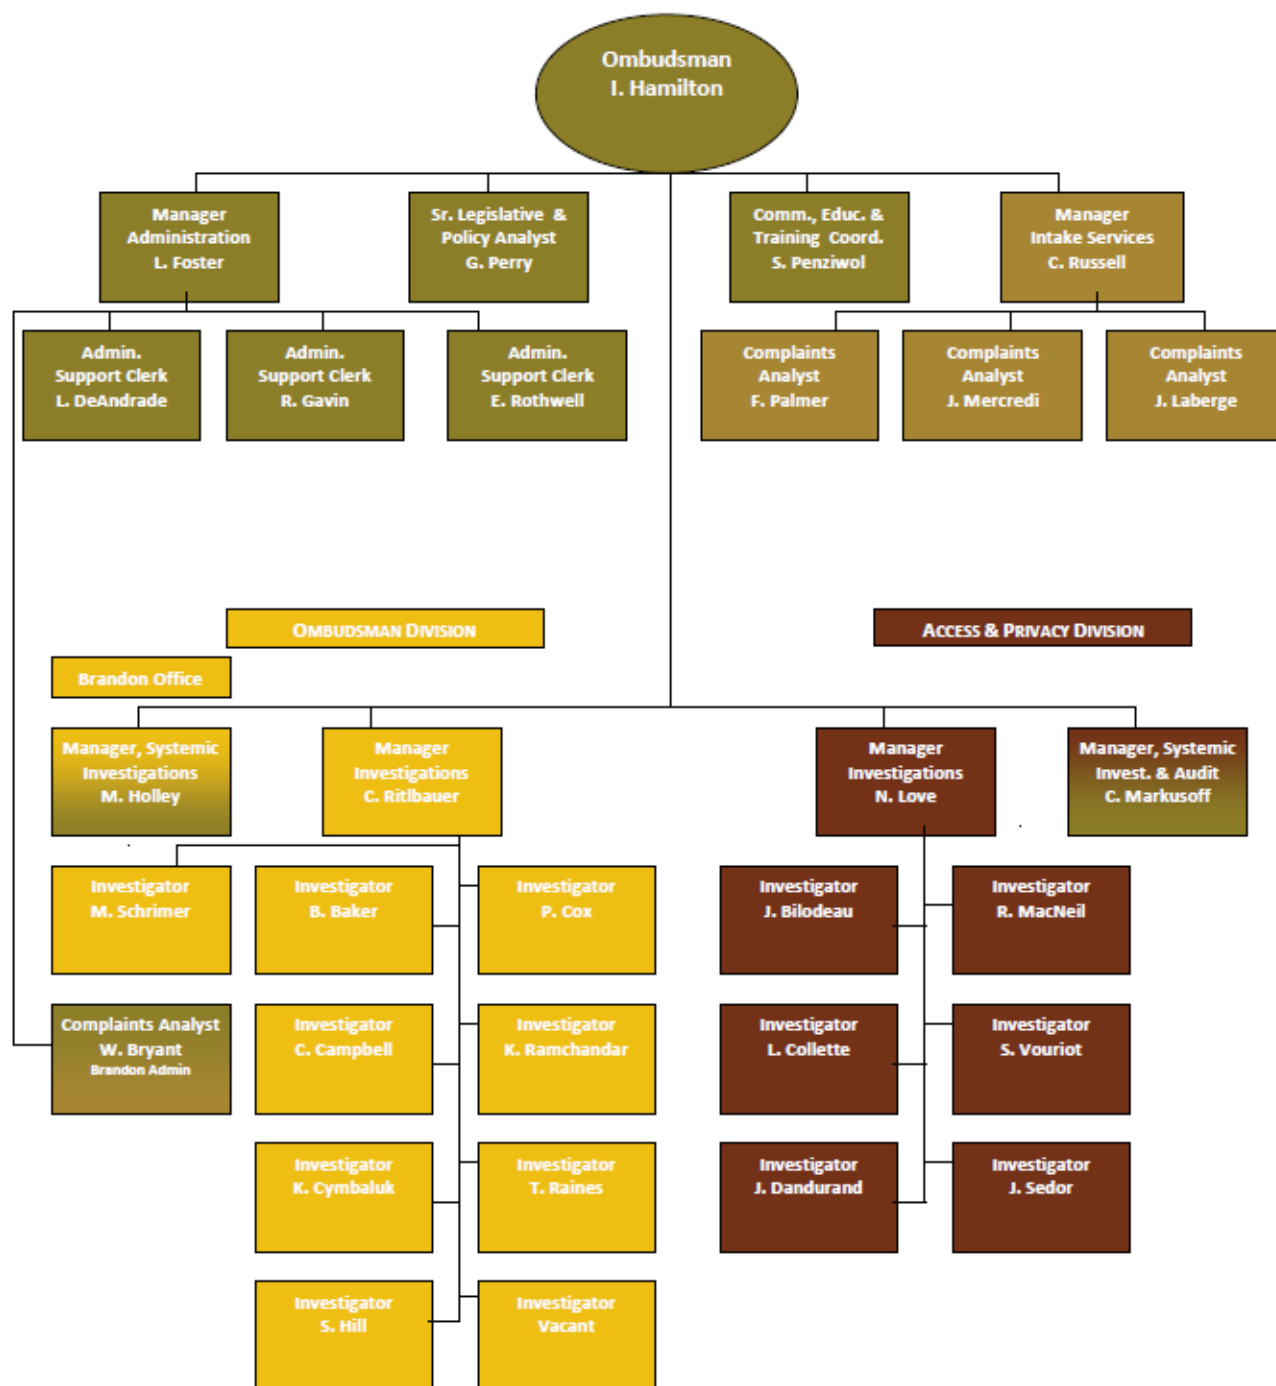 Ombudsman
I. Hamilton
Manager
Administration
L. Foster
Sr. Legislative &
Policy Analyst
G. Perry
Comm., Educ. &
Training Coord.
S. Penziwol
Manager
Intake Services
C. Russell
Admin.
Support Clerk
L. DeAndrade
Admin.
Support Clerk
R. Gavin
Admin.
Support Clerk
E. Rothwell
Complaints
Analyst
F. Palmer
Complaints
Analyst
J. Mercredi
Complaints
Analyst
J. Laberge
OMBUDSMAN DIVISION
ACCESS & PRIVACY DIVISION
Brandon Office
Manager, Systemic
Investigations
M. Holley
Manager
Investigations
C. Ritlbauer
Manager
Investigations
N. Love
Manager, Systemic
Invest. & Audit
C. Markusoff
Investigator
M. Schrimer
Investigator
B. Baker
Investigator
P. Cox
Investigator
J. Bilodeau
Investigator
R. MacNeil
Complaints Analyst
W. Bryant
Brandon Admin
Investigator
C. Campbell
Investigator
K. Ramchandar
Investigator
L. Collette
Investigator
S. Vouriot
Investigator
K. Cymbaluk
Investigator
T. Raines
Investigator
J. Dandurand
Investigator
J. Sedor
Investigator
S. Hill
Investigator
Vacant